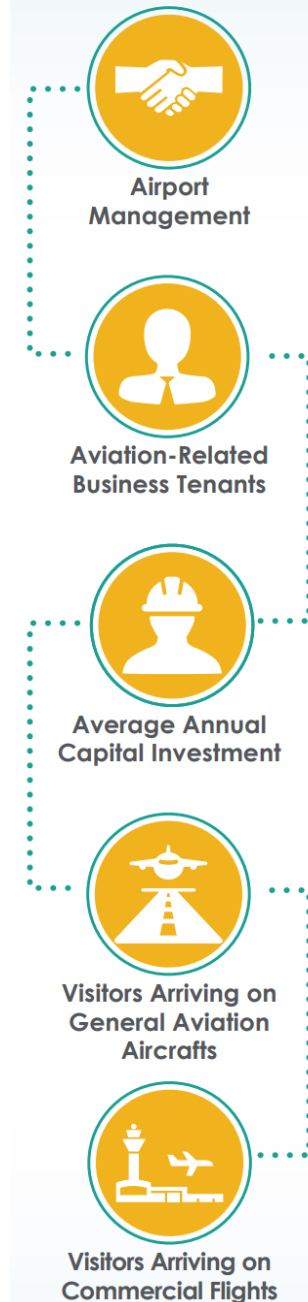 Airport
Management
Aviation-Related
Business Tenants
Average Annual
Capital Investment
Visitors Arriving on
General Aviation
Aircrafts
Visitors Arriving on
Commercial Flights